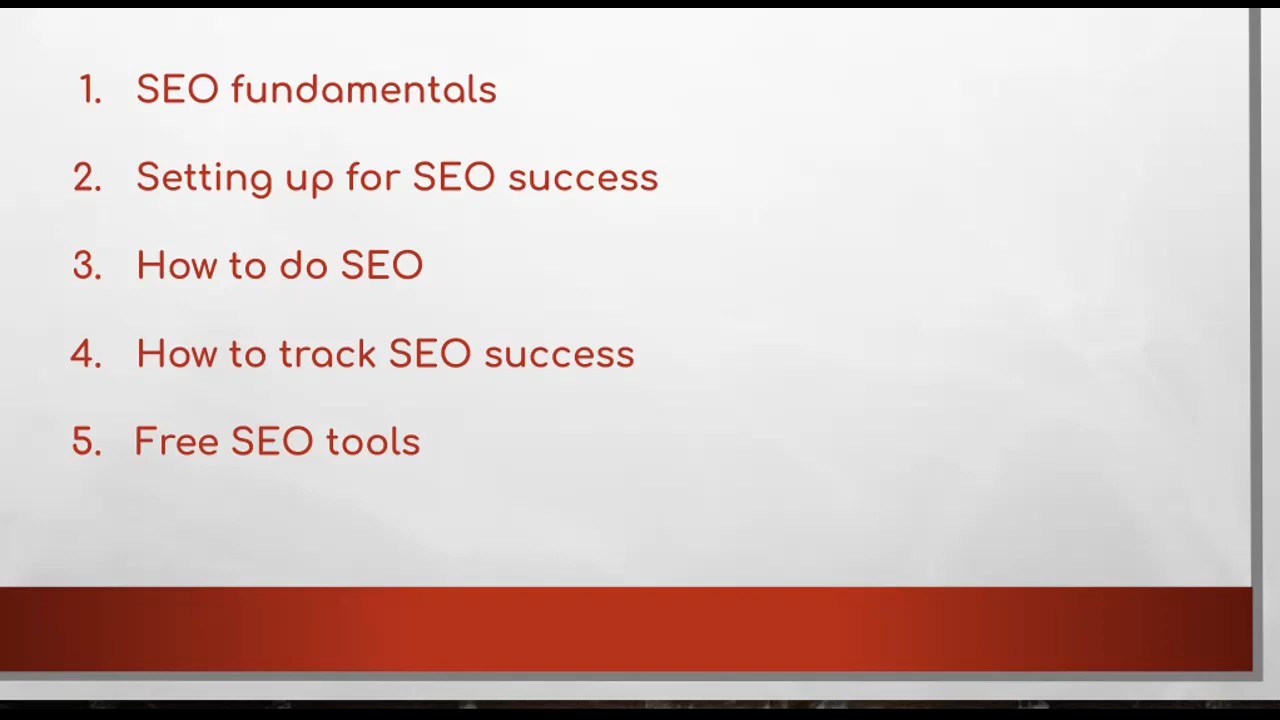 1. SEO fundamentals
2. Setting up for SEO success
3. How to do SEO
4. How to track SEO success
5. Free SEO tools